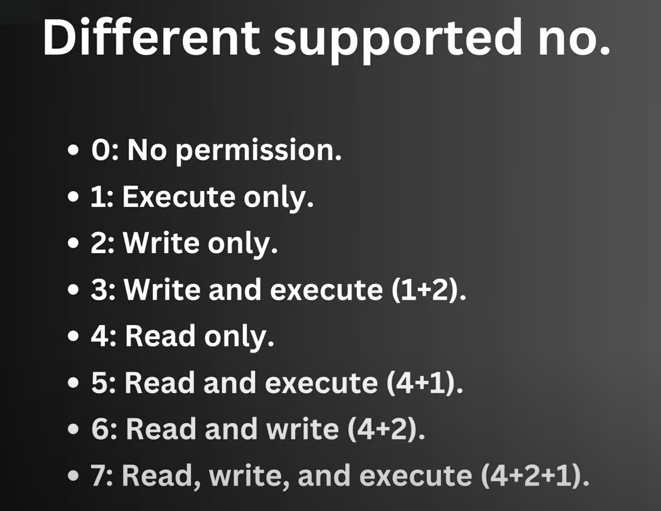 Different supported no.
• 0: No permission.
• 1: Execute only.
• 2: Write only.
• 3: Write and execute (1+2).
• 4: Read only.
• 5: Read and execute (4+1).
• 6: Read and write (4+2).
• 7: Read, write, and execute (4+2+1).